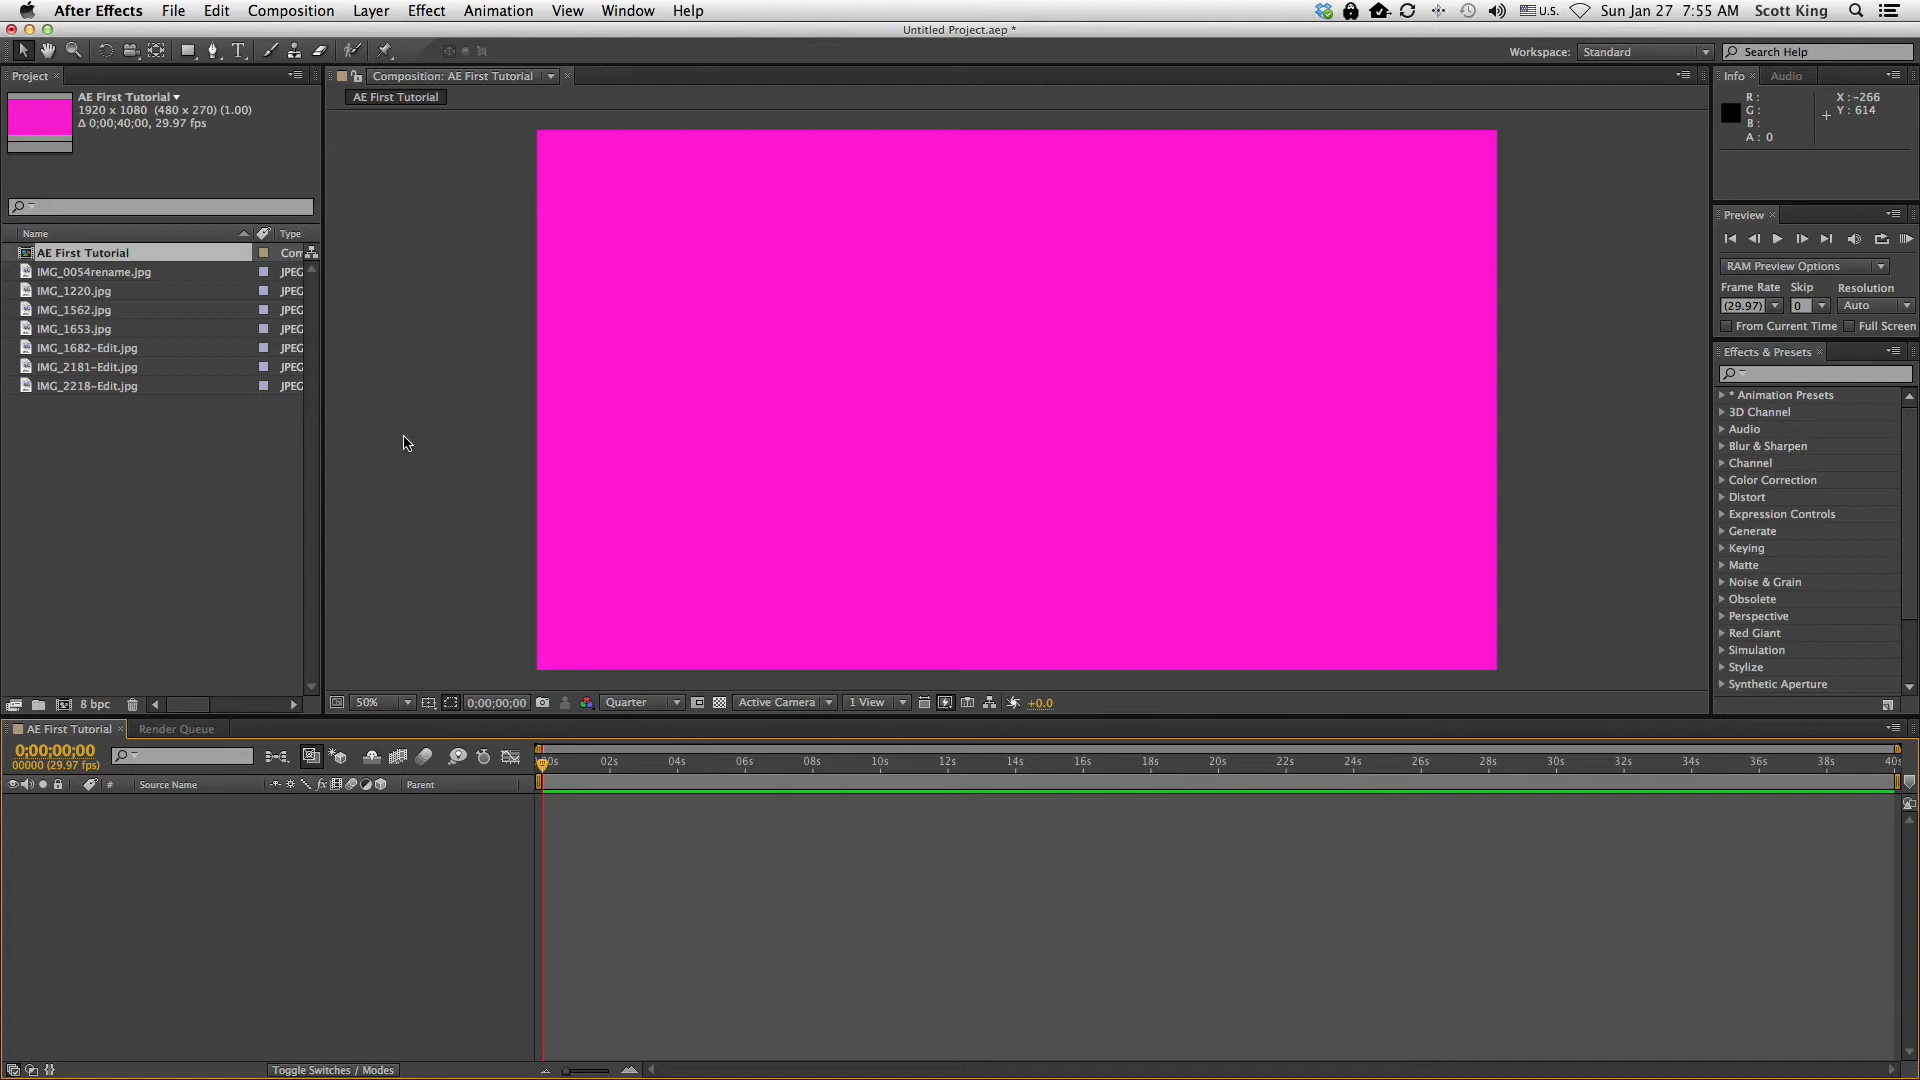 After Effects File Edit Composition Layer Effect Animation View Window Help U.S. Sun Jan 27 7:55 AM Scott King
Untitled Project.aep *
Workspace: Standard Search Help
Project
AE First Tutorial
1920 x 1080 (480 x 270) (1.00)
Δ 0;00;40;00, 29.97 fps
Name Type
AE First Tutorial Com
IMG_0054rename.jpg JPEG
IMG_1220.jpg JPEG
IMG_1562.jpg JPEG
IMG_1653.jpg JPEG
IMG_1682-Edit.jpg JPEG
IMG_2181-Edit.jpg JPEG
IMG_2218-Edit.jpg JPEG
8 bpc
Composition: AE First Tutorial
AE First Tutorial
50% 0;00;00;00 Quarter Active Camera 1 View +0.0
Info Audio
R : X : -266
G : Y : 614
B :
A : 0
Preview
RAM Preview Options
Frame Rate Skip Resolution
(29.97) 0 Auto
From Current Time Full Screen
Effects & Presets
* Animation Presets
3D Channel
Audio
Blur & Sharpen
Channel
Color Correction
Distort
Expression Controls
Generate
Keying
Matte
Noise & Grain
Obsolete
Perspective
Red Giant
Simulation
Stylize
Synthetic Aperture
AE First Tutorial Render Queue
0;00;00;00
00000 (29.97 fps)
00s 02s 04s 06s 08s 10s 12s 14s 16s 18s 20s 22s 24s 26s 28s 30s 32s 34s 36s 38s 40s
# Source Name fx Parent
Toggle Switches / Modes